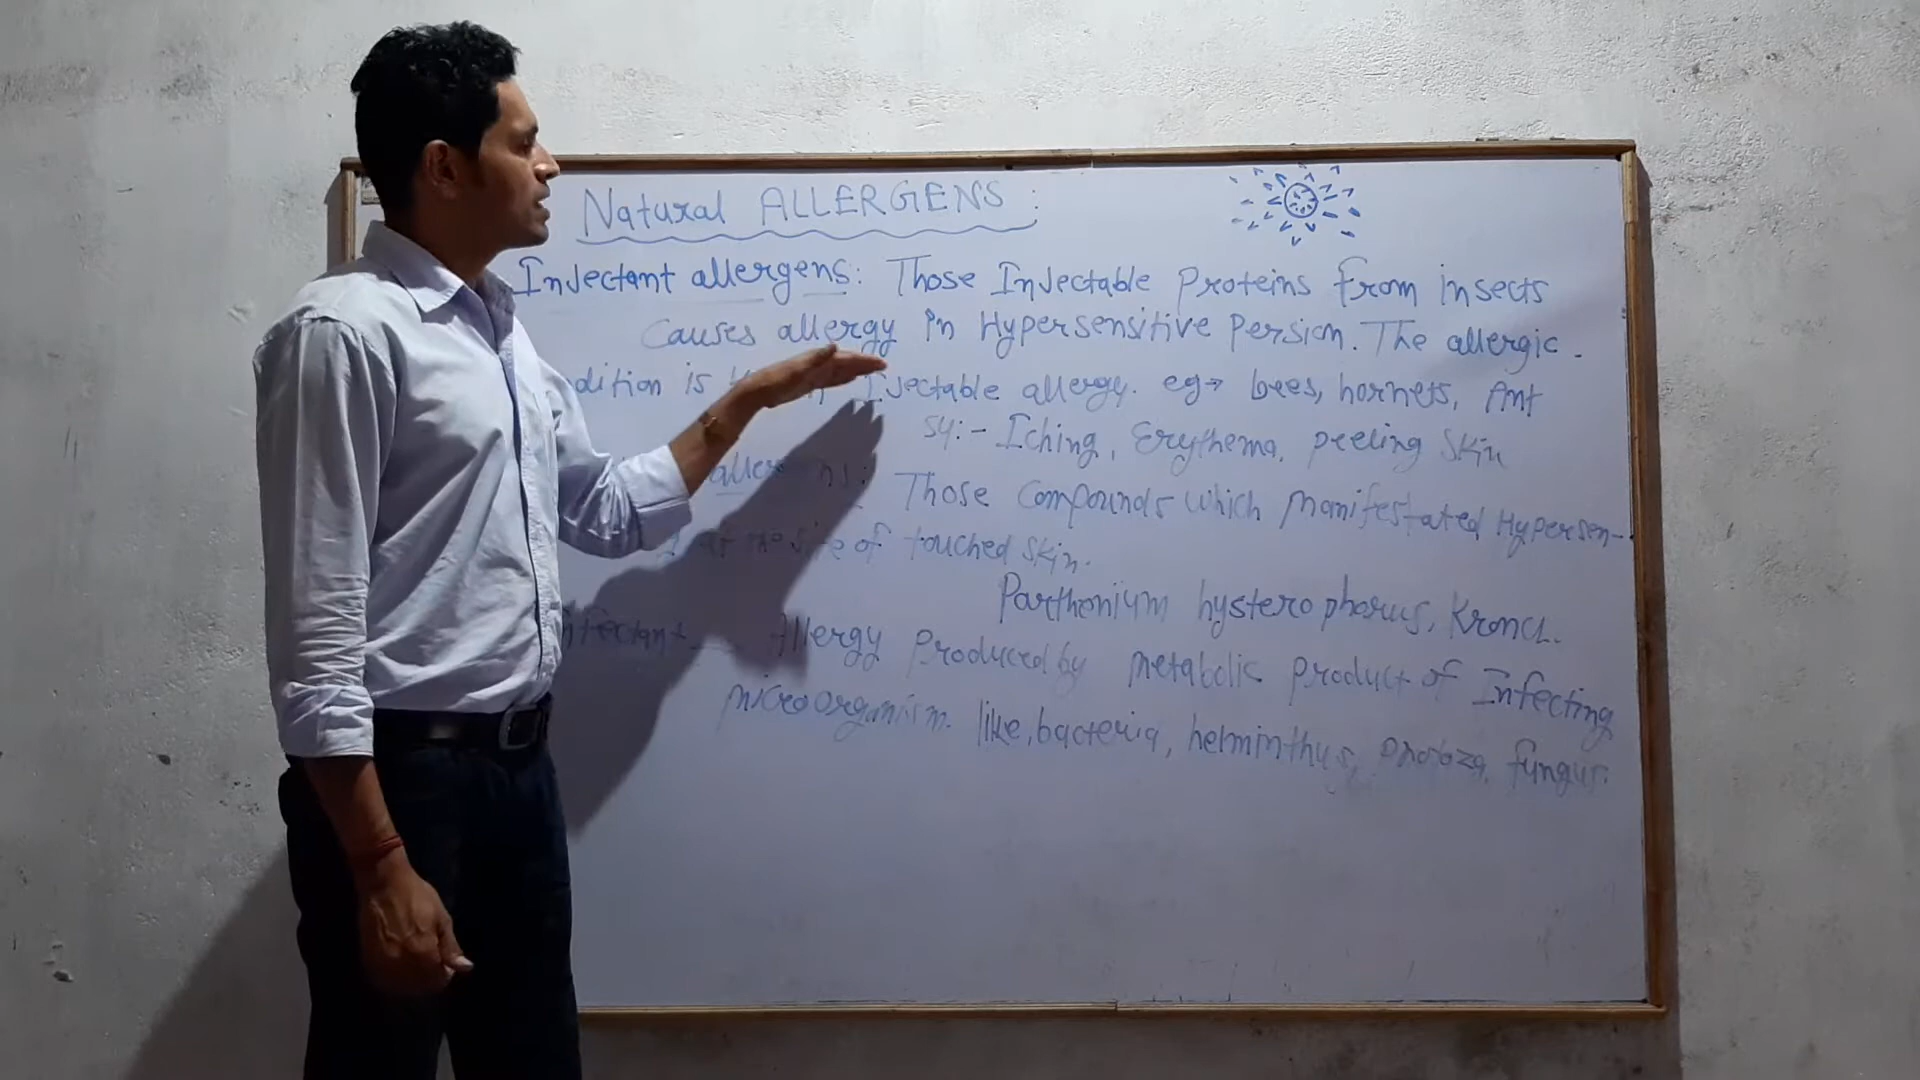 Natural ALLERGENS:
Injectant allergens: Those Injectable Proteins from insects
Causes allergy in Hypersensitive Persion. The allergic
dition is Injectable allergy. eg→ bees, hornets, Ant
Sy:- Iching, Erythema, peeling Skin
Those Compounds which manifestated Hypersen-
of touched skin.
Parthonium hysterophorus,
Infectant Allergy Produced by metabolic product of Infecting
microorganism. like, bacteria, helminthus, fungus.